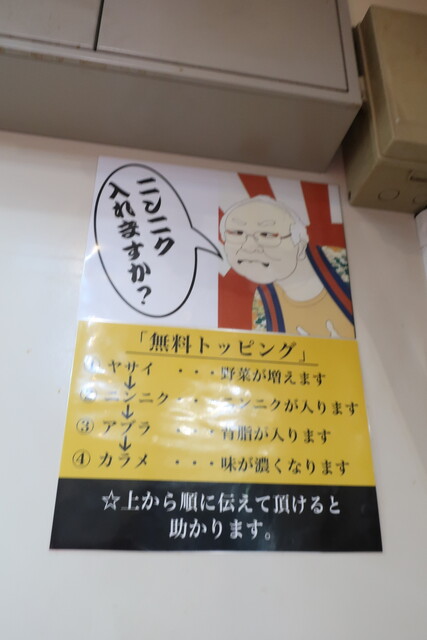 ニンニク
入れますか？
「無料トッピング」
① ヤサイ ・・・野菜が増えます
↓
② ニンニク・・・ニンニクが入ります
↓
③ アブラ ・・・背脂が入ります
↓
④ カラメ ・・・味が濃くなります
☆上から順に伝えて頂けると
助かります。